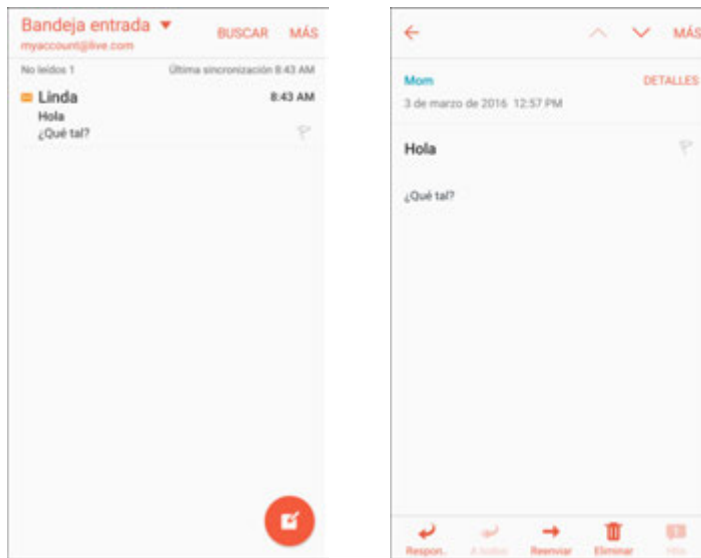 Bandeja entrada
BUSCAR MÁS
myaccount@live.com
No leídos 1 Última sincronización 8:43 AM
Linda 8:43 AM
Hola
¿Qué tal?
MÁS
Mom DETALLES
3 de marzo de 2016 12:57 PM
Hola
¿Qué tal?
Respon.. Reenviar Eliminar